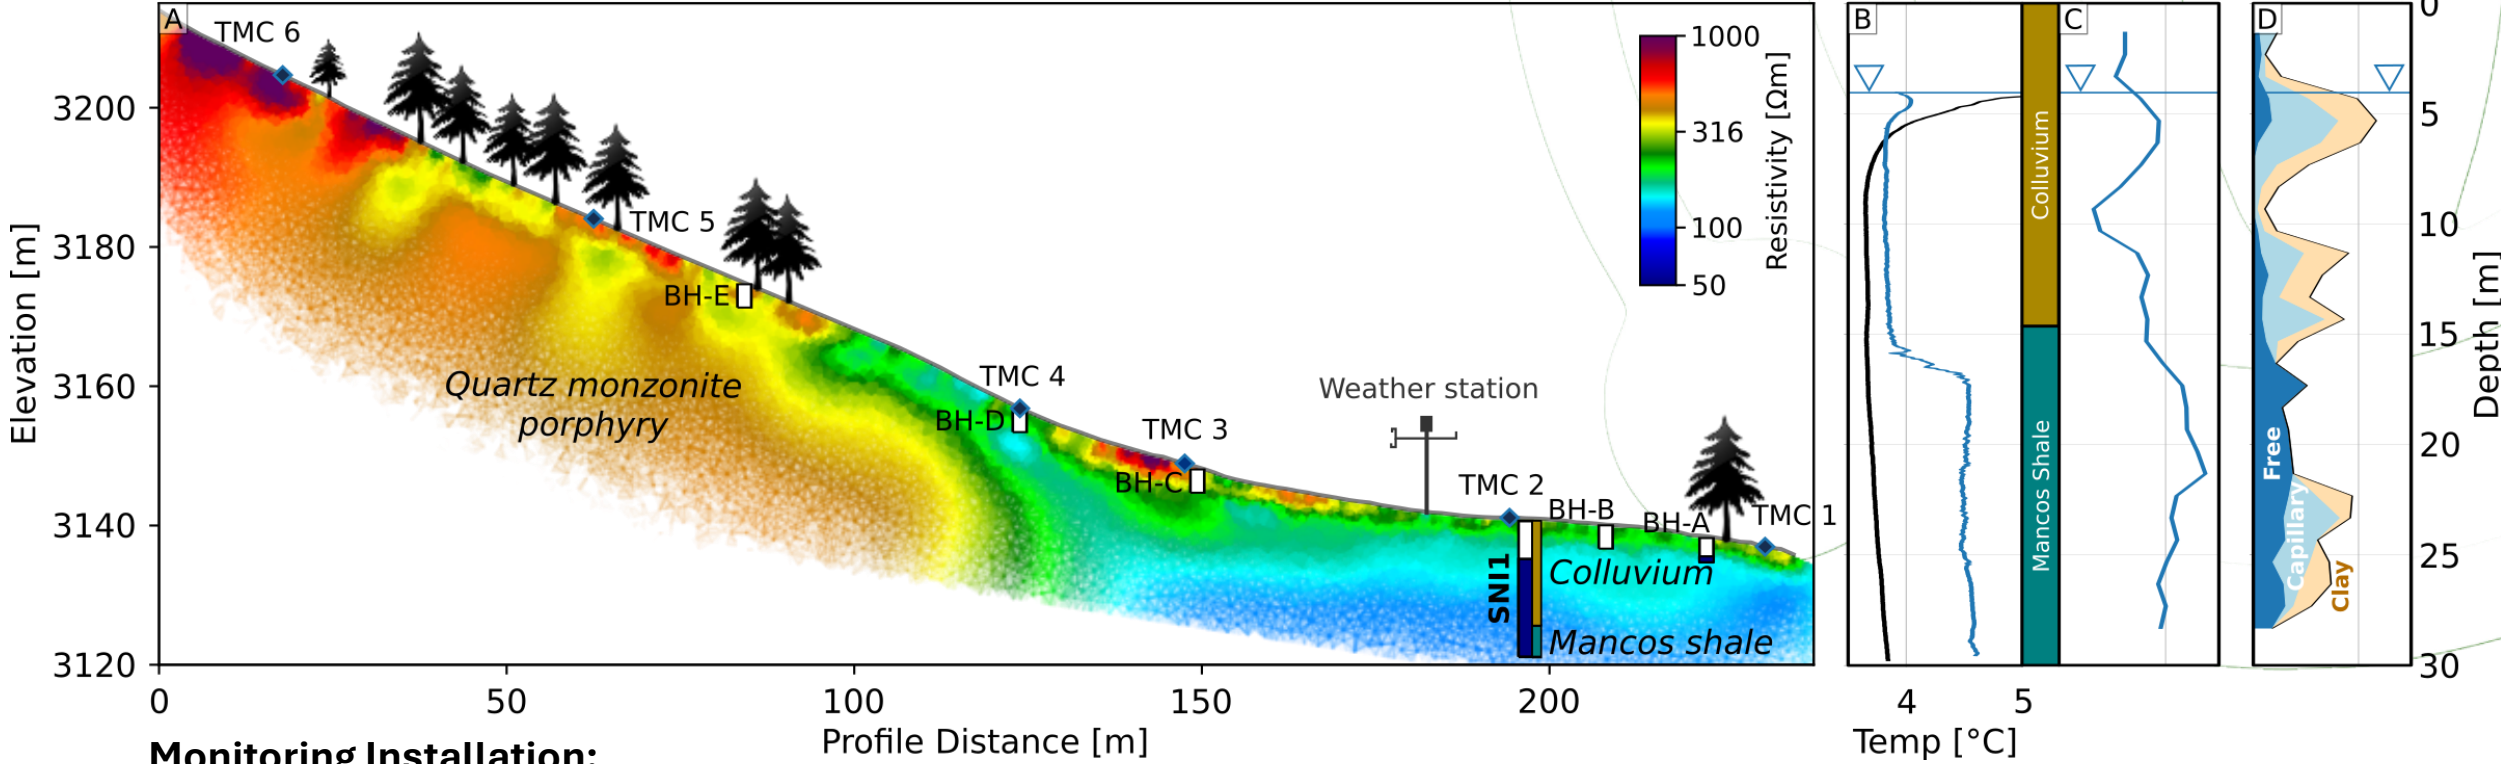 A
TMC 6
TMC 5
BH-E
TMC 4
BH-D
TMC 3
BH-C
Weather station
TMC 2
BH-B
BH-A
TMC 1
SNI1
Quartz monzonite
porphyry
Colluvium
Mancos shale
1000
316
100
50
Resistivity [Ωm]
3200
3180
3160
3140
3120
Elevation [m]
0
50
100
150
200
Profile Distance [m]
B
Colluvium
Mancos Shale
4
5
Temp [°C]
C
D
Free
Capillary
Clay
0
5
10
15
20
25
30
Depth [m]
Monitoring Installation: